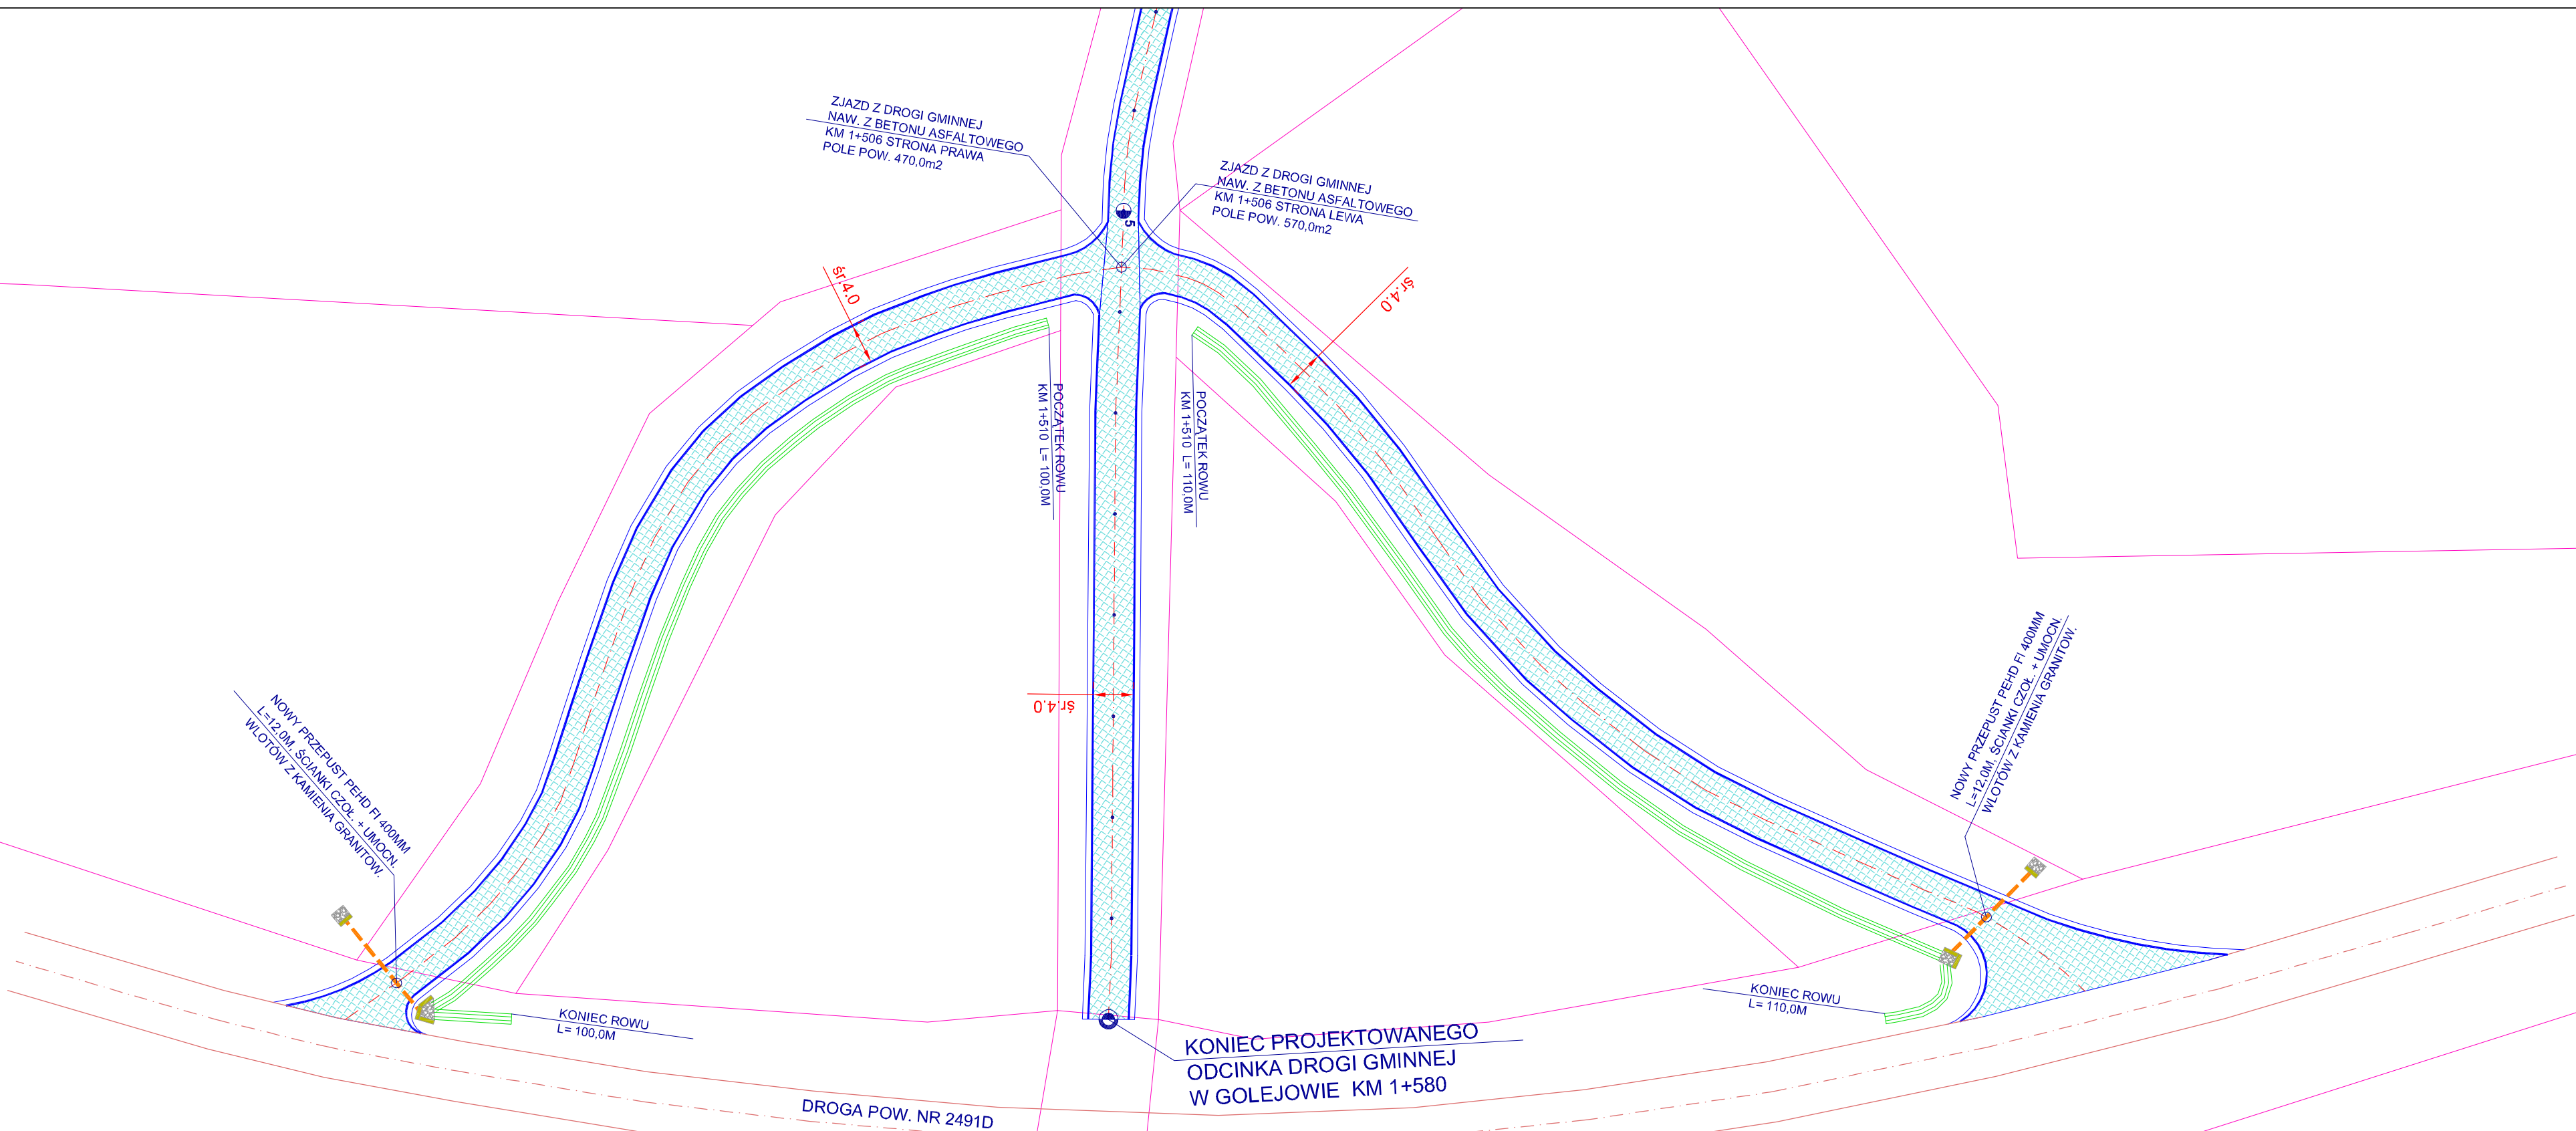 ZJAZD Z DROGI GMINNEJ
NAW. Z BETONU ASFALTOWEGO
KM 1+506 STRONA PRAWA
POLE POW. 470,0m2
ZJAZD Z DROGI GMINNEJ
NAW. Z BETONU ASFALTOWEGO
KM 1+506 STRONA LEWA
POLE POW. 570,0m2
5
śr.4.0
śr.4.0
POCZĄTEK ROWU
KM 1+510 L= 100,0M
POCZĄTEK ROWU
KM 1+510 L= 110,0M
śr.4.0
NOWY PRZEPUST PEHD FI 400MM
L=12,0M, ŚCIANKI CZOŁ. + UMOCN.
WLOTÓW Z KAMIENIA GRANITOW.
NOWY PRZEPUST PEHD FI 400MM
L=12,0M, ŚCIANKI CZOŁ. + UMOCN.
WLOTÓW Z KAMIENIA GRANITOW.
KONIEC ROWU
L= 100,0M
KONIEC ROWU
L= 110,0M
KONIEC PROJEKTOWANEGO
ODCINKA DROGI GMINNEJ
W GOLEJOWIE KM 1+580
DROGA POW. NR 2491D